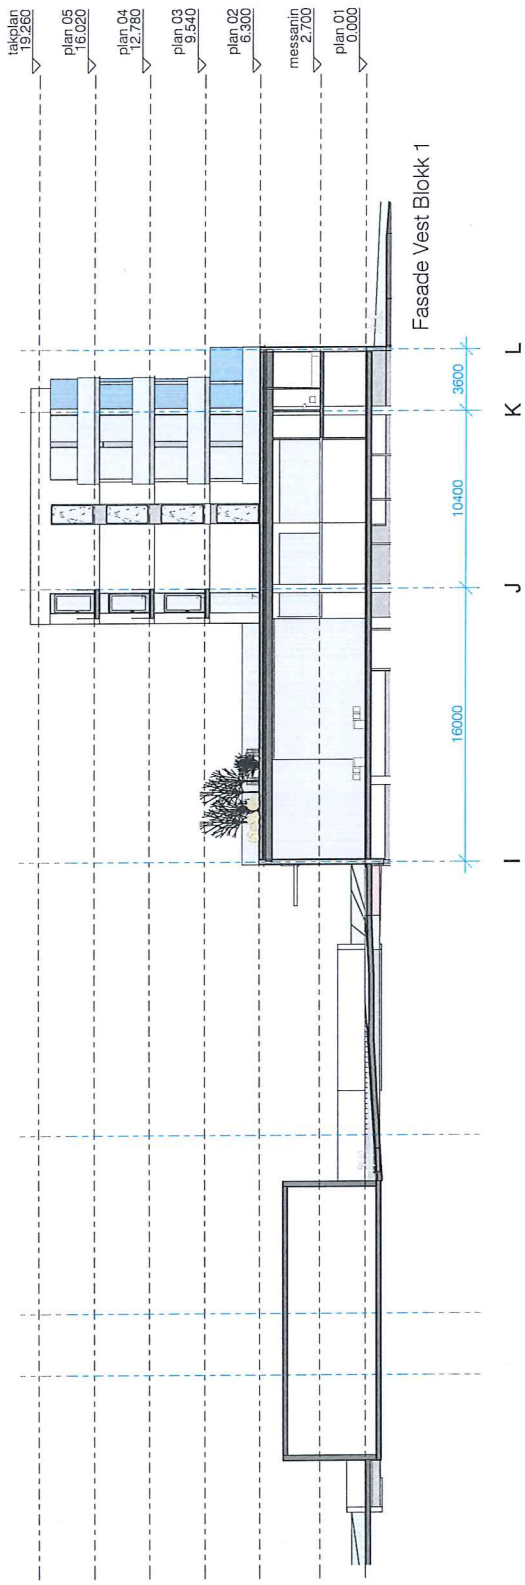 takplan
19.260
plan 05
16.020
plan 04
12.780
plan 03
9.540
plan 02
6.300
messanin
2.700
plan 01
0.000
Fasade Vest Blokk 1
16000
10400
3600
I
J
K
L